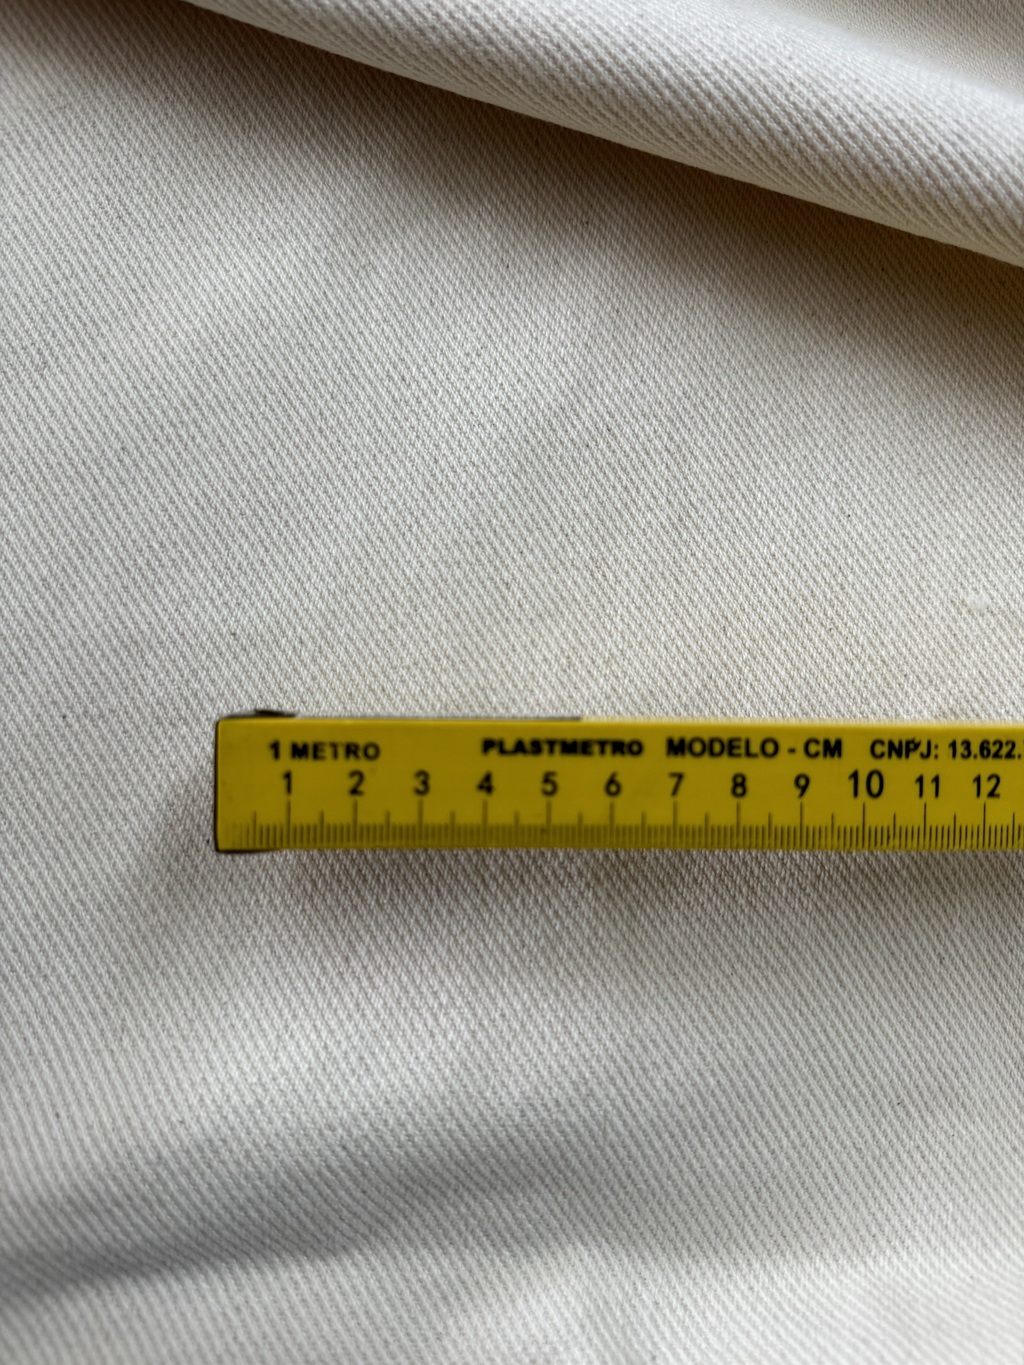 1 METRO PLASTMETRO MODELO - CM CNPJ: 13.622.
1 2 3 4 5 6 7 8 9 10 11 12